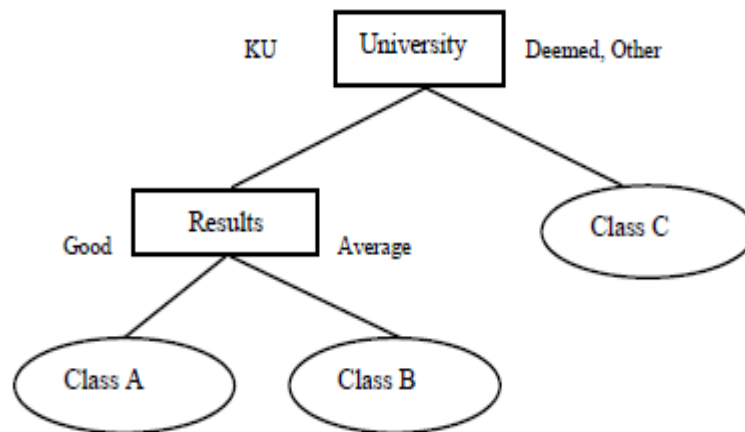 KU
University
Deemed, Other
Results
Good
Average
Class C
Class A
Class B